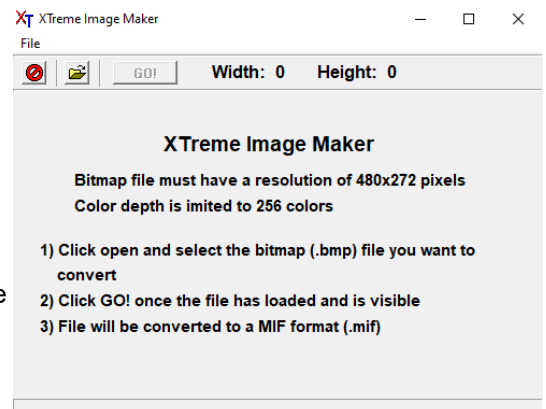 XT XTreme Image Maker
File
GO! Width: 0 Height: 0
XTreme Image Maker
Bitmap file must have a resolution of 480x272 pixels
Color depth is imited to 256 colors
1) Click open and select the bitmap (.bmp) file you want to
convert
e
2) Click GO! once the file has loaded and is visible
3) File will be converted to a MIF format (.mif)